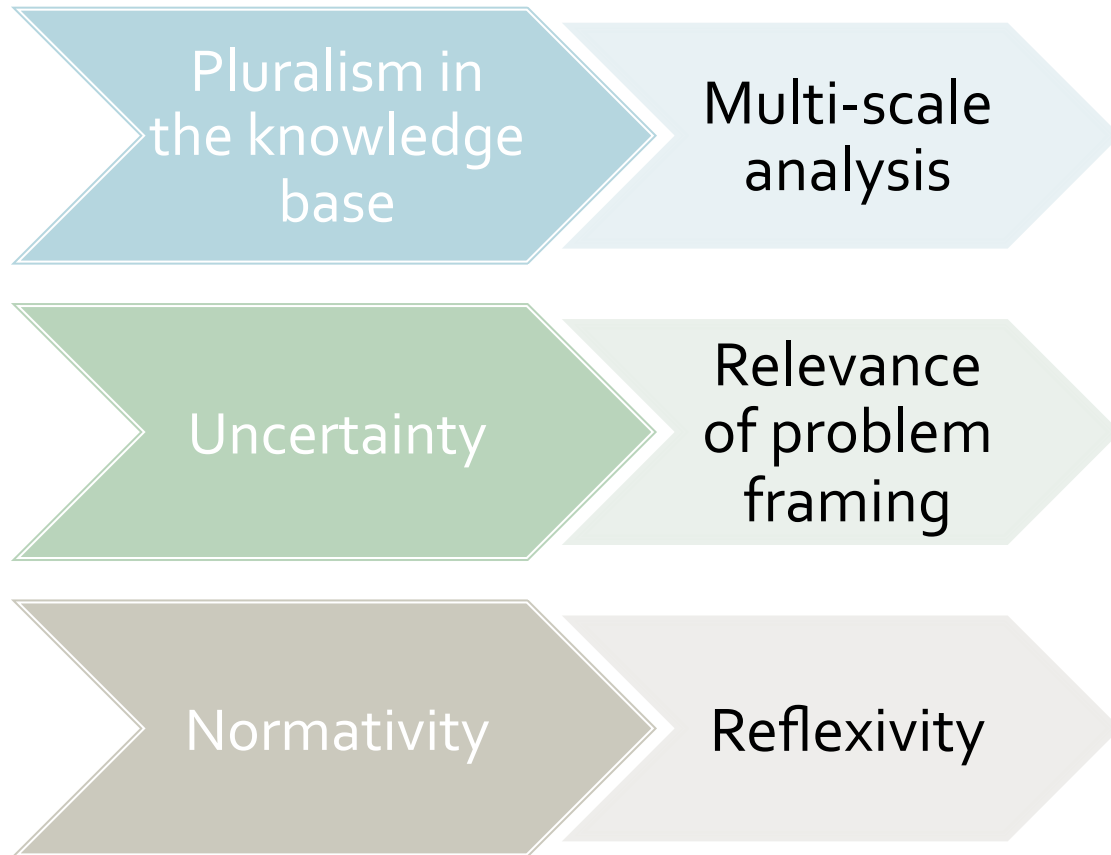 Pluralism in
the knowledge
base
Multi-scale
analysis
Uncertainty
Relevance
of problem
framing
Normativity
Reflexivity